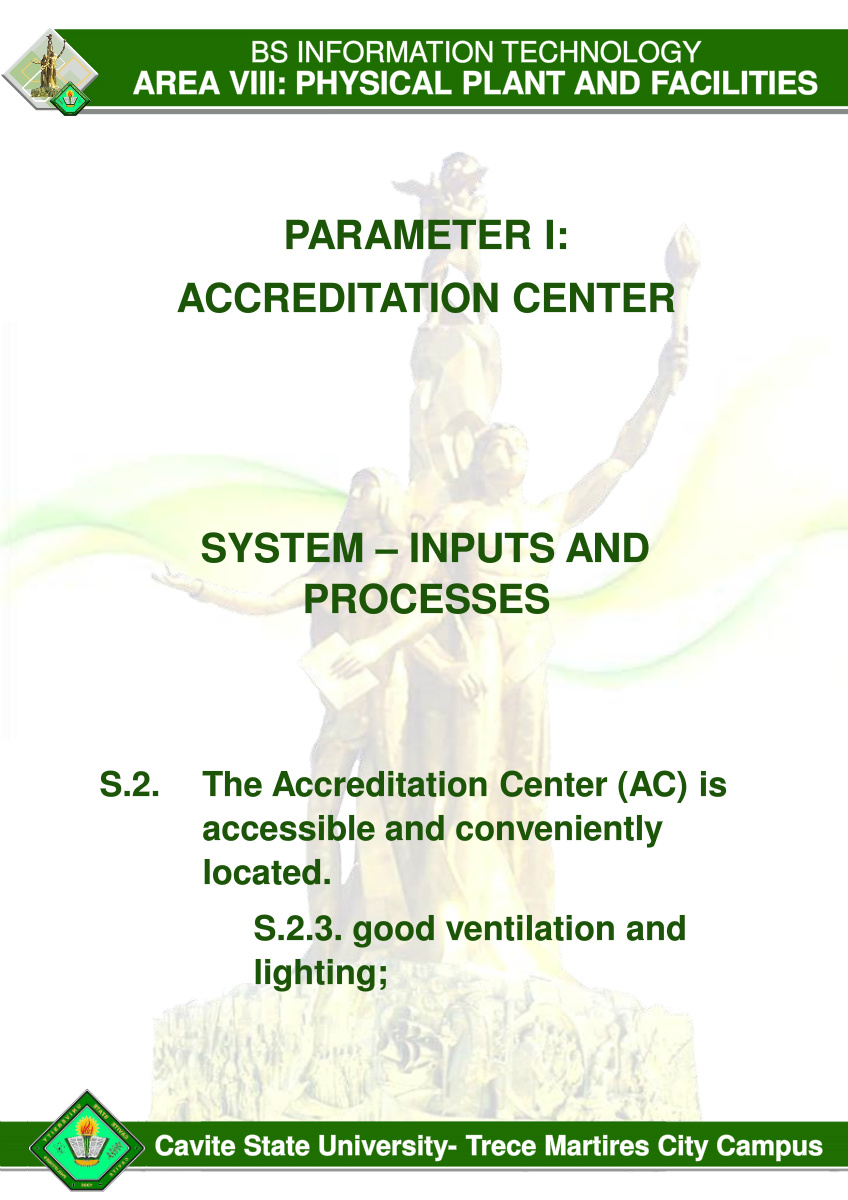 BS INFORMATION TECHNOLOGY
AREA VIII: PHYSICAL PLANT AND FACILITIES
PARAMETER I:
ACCREDITATION CENTER
SYSTEM – INPUTS AND
PROCESSES
S.2. The Accreditation Center (AC) is
accessible and conveniently
located.
S.2.3. good ventilation and
lighting;
Cavite State University- Trece Martires City Campus